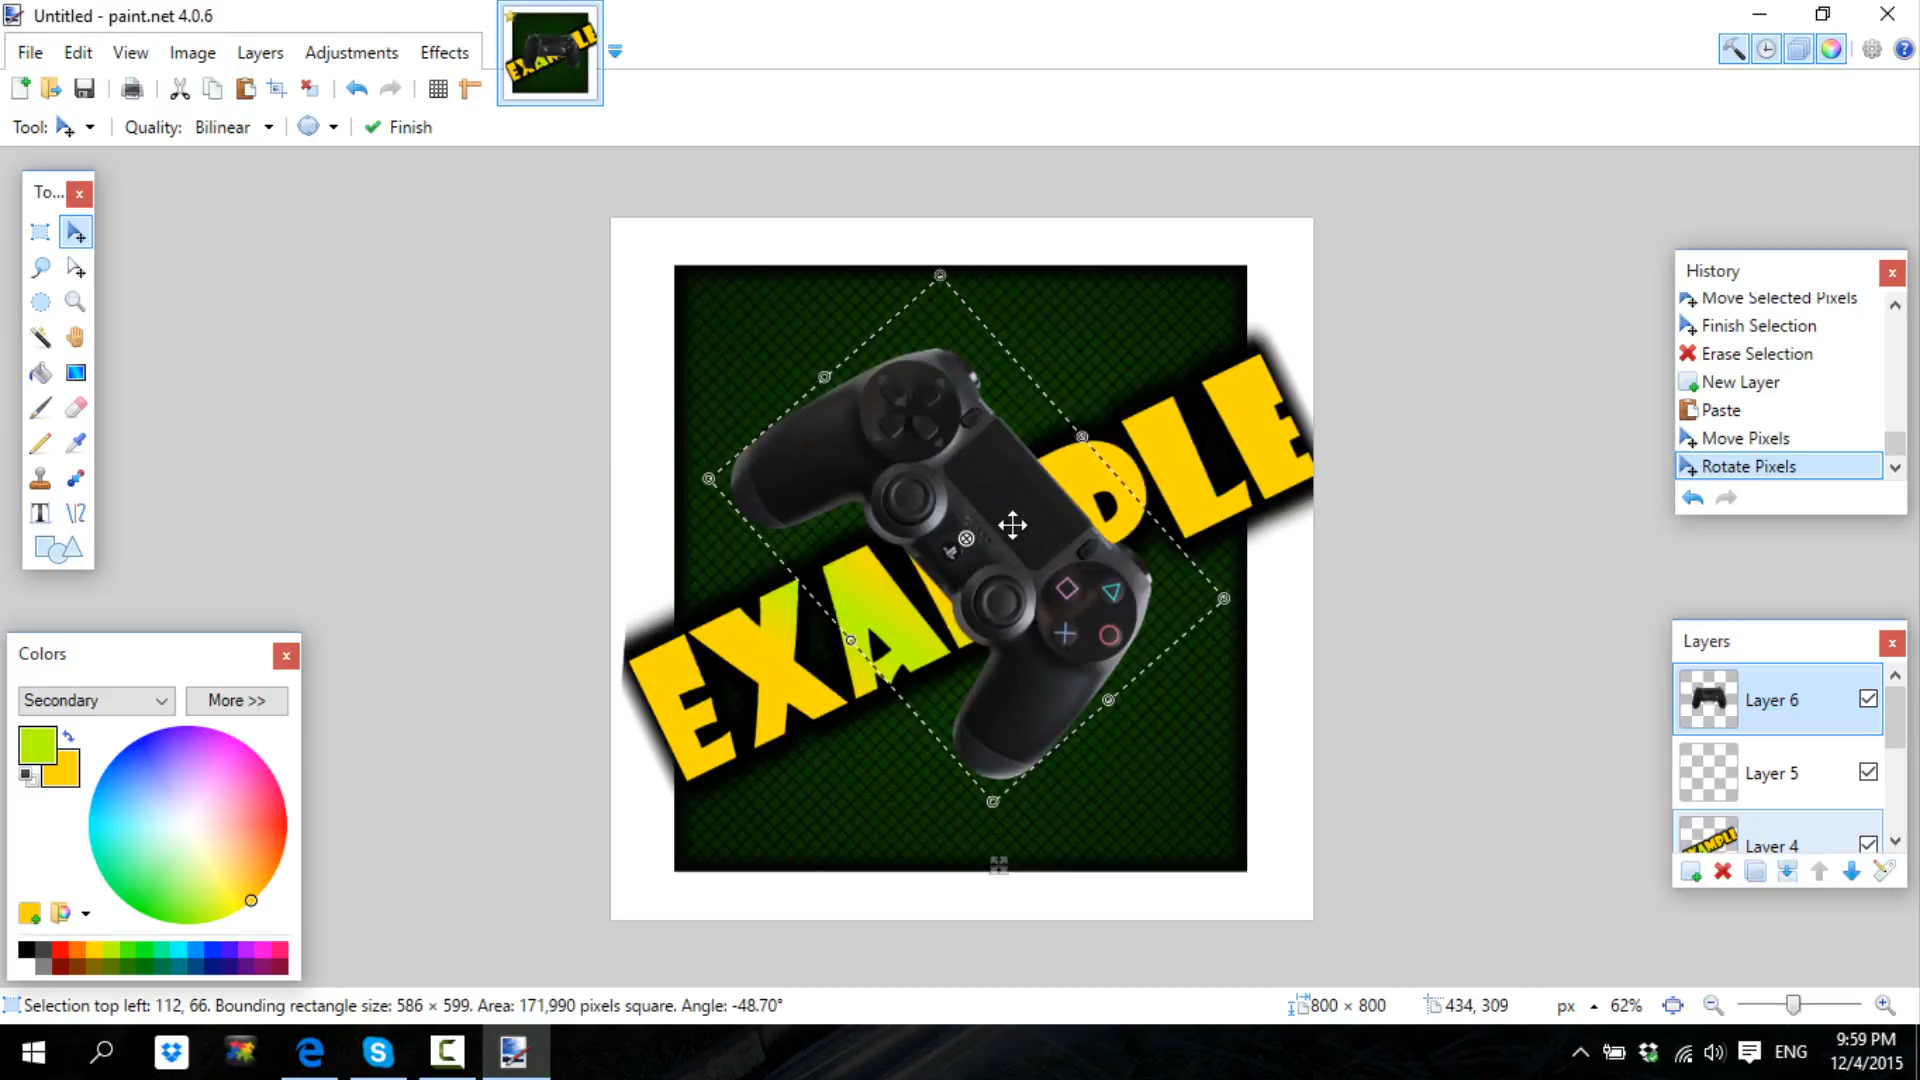 Untitled - paint.net 4.0.6
File Edit View Image Layers Adjustments Effects
Tool: Quality: Bilinear Finish
To...
History
Move Selected Pixels
Finish Selection
Erase Selection
New Layer
Paste
Move Pixels
Rotate Pixels
EXAMPLE
Colors
Secondary More >>
Layers
Layer 6
Layer 5
Layer 4
Selection top left: 112, 66. Bounding rectangle size: 586 × 599. Area: 171,990 pixels square. Angle: -48.70° 800 × 800 434, 309 px 62%
ENG 9:59 PM
12/4/2015